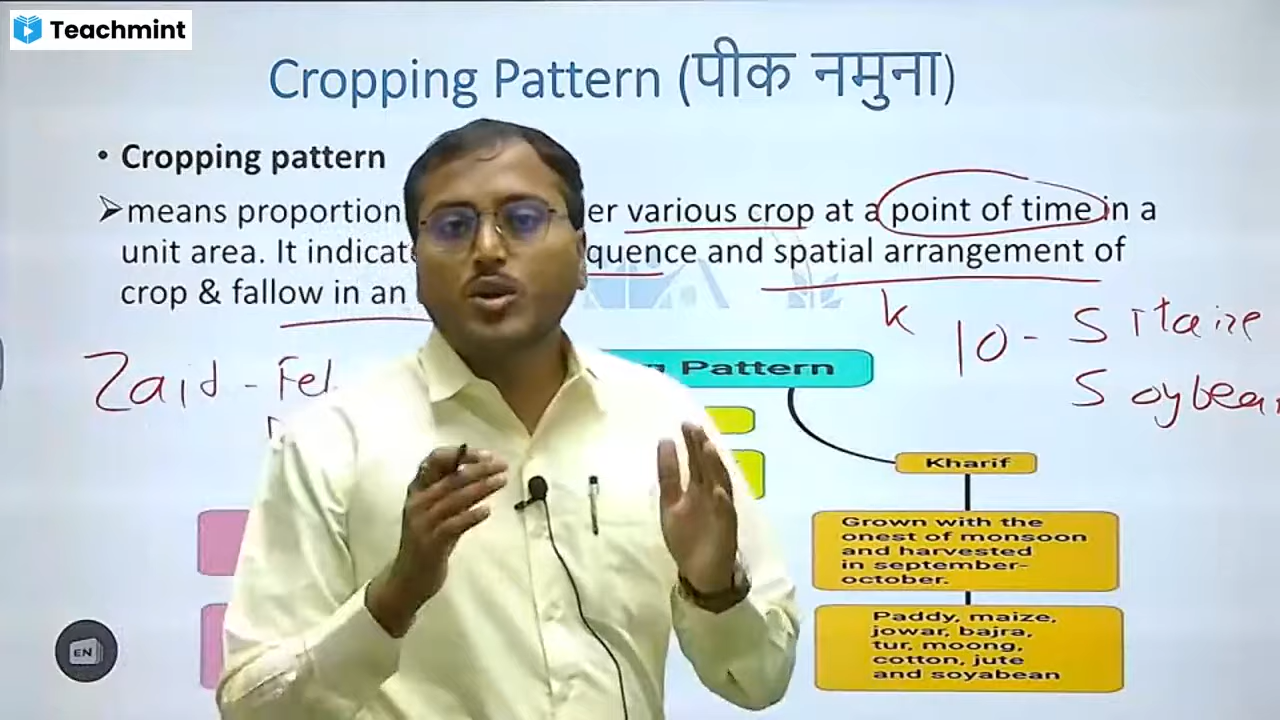 Teachmint
Cropping Pattern (पीक नमुना)
• Cropping pattern
➢means proportion er various crop at a point of time in a
unit area. It indicat quence and spatial arrangement of
crop & fallow in an
k
10 - S Maize
Soybean
Zaid - Feb
Pattern
Kharif
Grown with the
onest of monsoon
and harvested
in september-
october.
Paddy, maize,
jowar, bajra,
tur, moong,
cotton, jute
and soyabean
EN